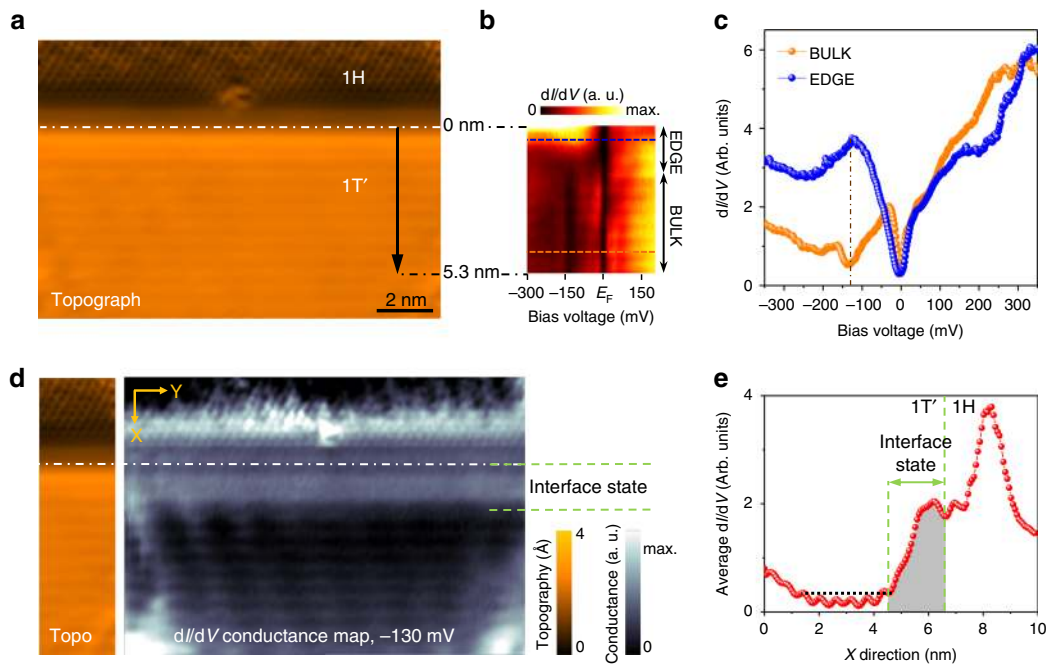 a
1H
1T′
0 nm
5.3 nm
Topograph
2 nm
b
dI/dV (a. u.)
0
max.
EDGE
BULK
−300
−150
EF
150
Bias voltage (mV)
c
BULK
EDGE
dI/dV (Arb. units)
6
4
2
0
−300
−200
−100
0
100
200
300
Bias voltage (mV)
d
Y
X
Topo
dI/dV conductance map, −130 mV
Interface state
Topography (Å)
4
0
Conductance (a. u.)
max.
0
e
1T′
1H
Interface
state
Average dI/dV (Arb. units)
4
2
0
0
2
4
6
8
10
X direction (nm)